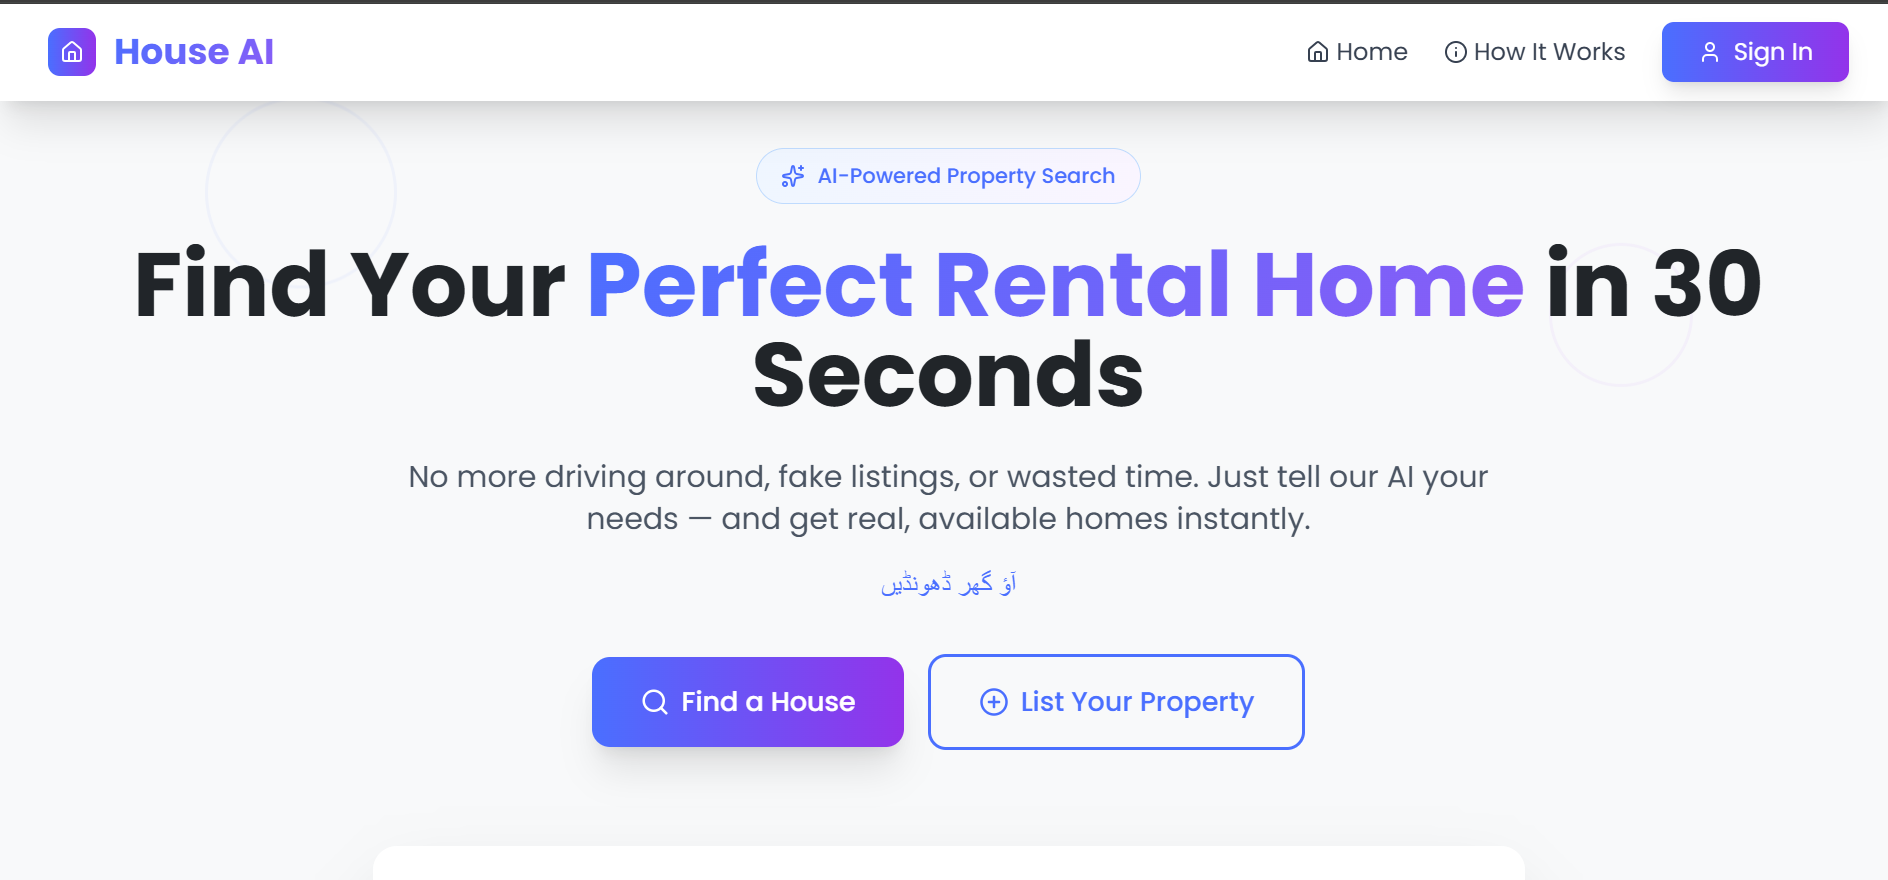 House AI
Home
How It Works
Sign In
AI-Powered Property Search
Find Your Perfect Rental Home in 30
Seconds
No more driving around, fake listings, or wasted time. Just tell our AI your
needs — and get real, available homes instantly.
آؤ گھر ڈھونڈیں
Find a House
List Your Property